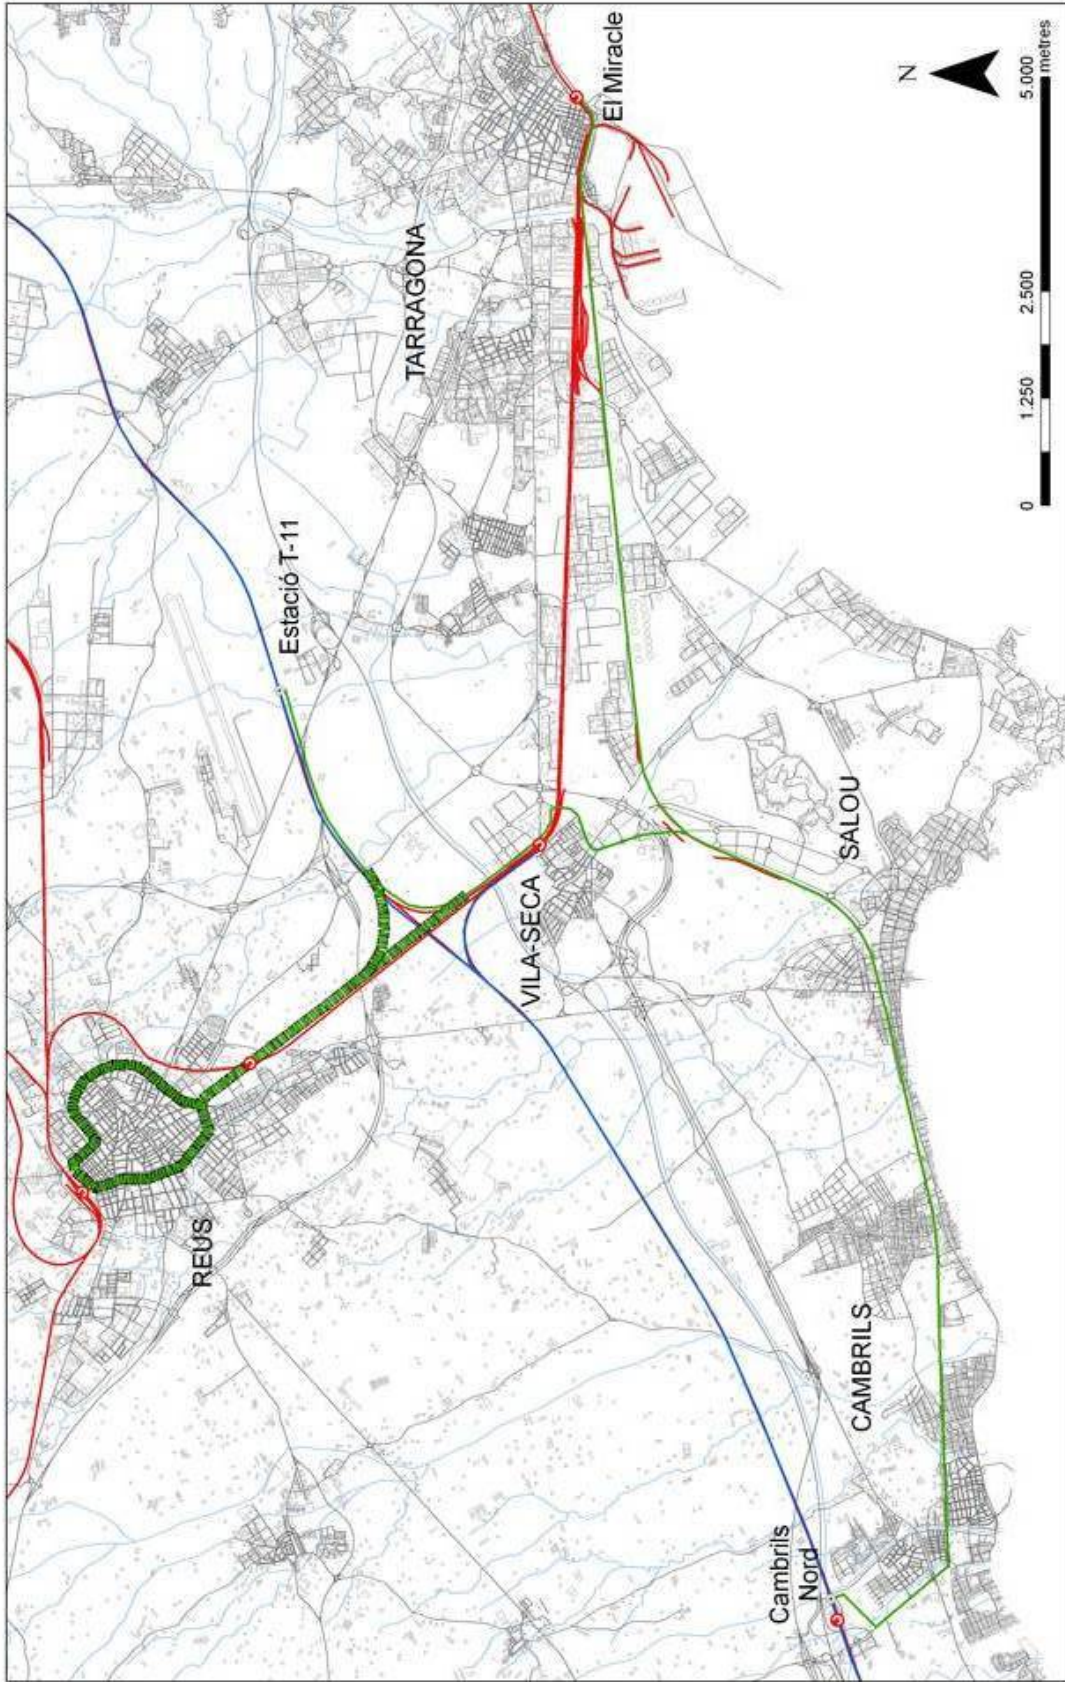 El Miracle
TARRAGONA
Estació T-11
REUS
VILA-SECA
SALOU
CAMBRILS
Cambrils
Nord
N
0 1.250 2.500 5.000
metres